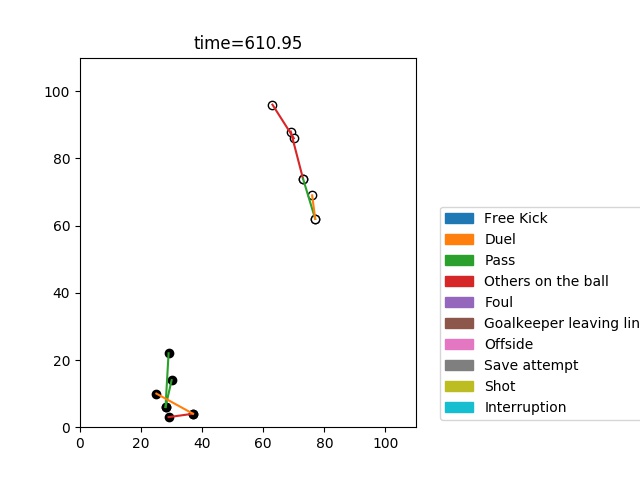 time=610.95
100
80
60
40
20
0
0 20 40 60 80 100
Free Kick
Duel
Pass
Others on the ball
Foul
Goalkeeper leaving lin
Offside
Save attempt
Shot
Interruption